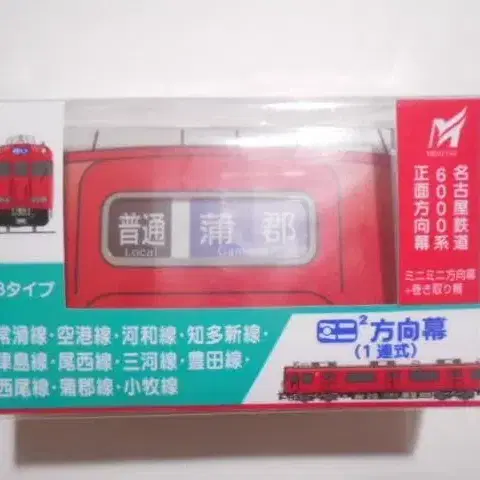 普通
Local
蒲郡
名古屋鉄道
6000系
正面方向幕
ミニミニ方向幕
+巻き取り軸
Bタイプ
常滑線・空港線・河和線・知多新線・
津島線・尾西線・三河線・豊田線・
西尾線・蒲郡線・小牧線
2
方向幕
(1連式)